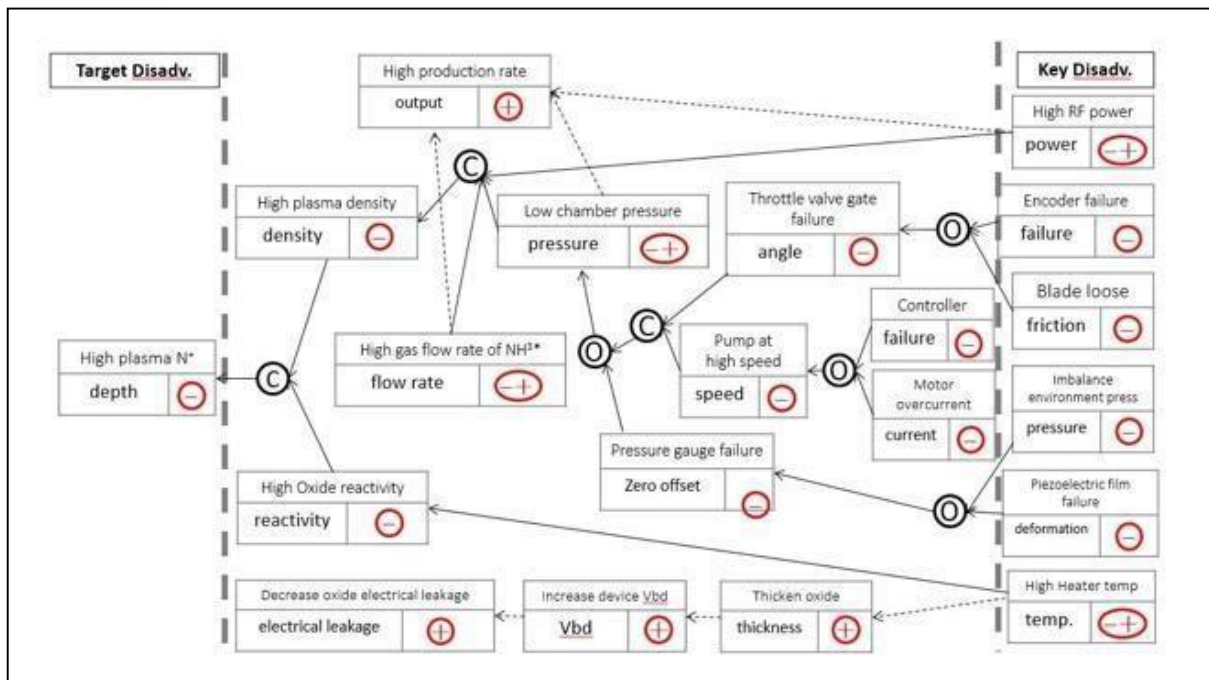 Target Disadv.
High production rate
output
+
Key Disadv.
High RF power
power
−+
C
High plasma density
density
−
Low chamber pressure
pressure
−+
Throttle valve gate
failure
angle
−
O
Encoder failure
failure
−
Blade loose
friction
−
High plasma N⁺
depth
−
C
High gas flow rate of NH³*
flow rate
−+
O
C
Pump at
high speed
speed
−
O
Controller
failure
−
Motor
overcurrent
current
−
Imbalance
environment press
pressure
−
Pressure gauge failure
Zero offset
−
O
Piezoelectric film
failure
deformation
−
High Oxide reactivity
reactivity
−
Decrease oxide electrical leakage
electrical leakage
+
Increase device Vbd
Vbd
+
Thicken oxide
thickness
+
High Heater temp
temp.
−+